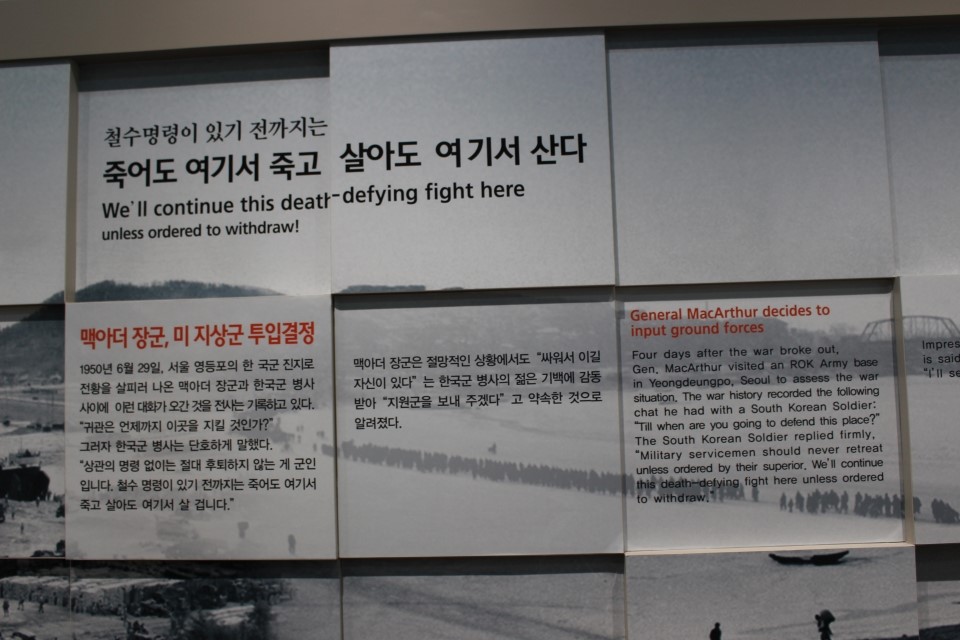 철수명령이 있기 전까지는
죽어도 여기서 죽고 살아도 여기서 산다
We'll continue this death-defying fight here
unless ordered to withdraw!
맥아더 장군, 미 지상군 투입결정
1950년 6월 29일, 서울 영등포의 한 국군 진지로
전황을 살피러 나온 맥아더 장군과 한국군 병사
사이에 이런 대화가 오간 것을 전사는 기록하고 있다.
“귀관은 언제까지 이곳을 지킬 것인가?”
그러자 한국군 병사는 단호하게 말했다.
“상관의 명령 없이는 절대 후퇴하지 않는 게 군인
입니다. 철수 명령이 있기 전까지는 죽어도 여기서
죽고 살아도 여기서 살 겁니다.”
맥아더 장군은 절망적인 상황에서도 “싸워서 이길
자신이 있다” 는 한국군 병사의 젊은 기백에 감동
받아 “지원군을 보내 주겠다” 고 약속한 것으로
알려졌다.
General MacArthur decides to
input ground forces
Four days after the war broke out,
Gen. MacArthur visited an ROK Army base
in Yeongdeungpo, Seoul to assess the war
situation. The war history recorded the following
chat he had with a South Korean Soldier:
“Till when are you going to defend this place?”
The South Korean Soldier replied firmly,
“Military servicemen should never retreat
unless ordered by their superior. We'll continue
this death-defying fight here unless ordered
to withdraw.”
Impres
is said
“I'll se